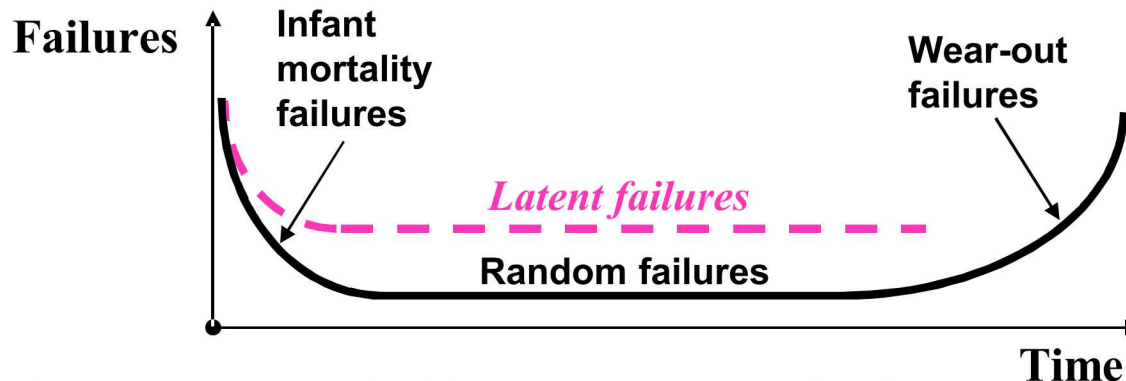 Failures
Infant
mortality
failures
Wear-out
failures
Latent failures
Random failures
Time